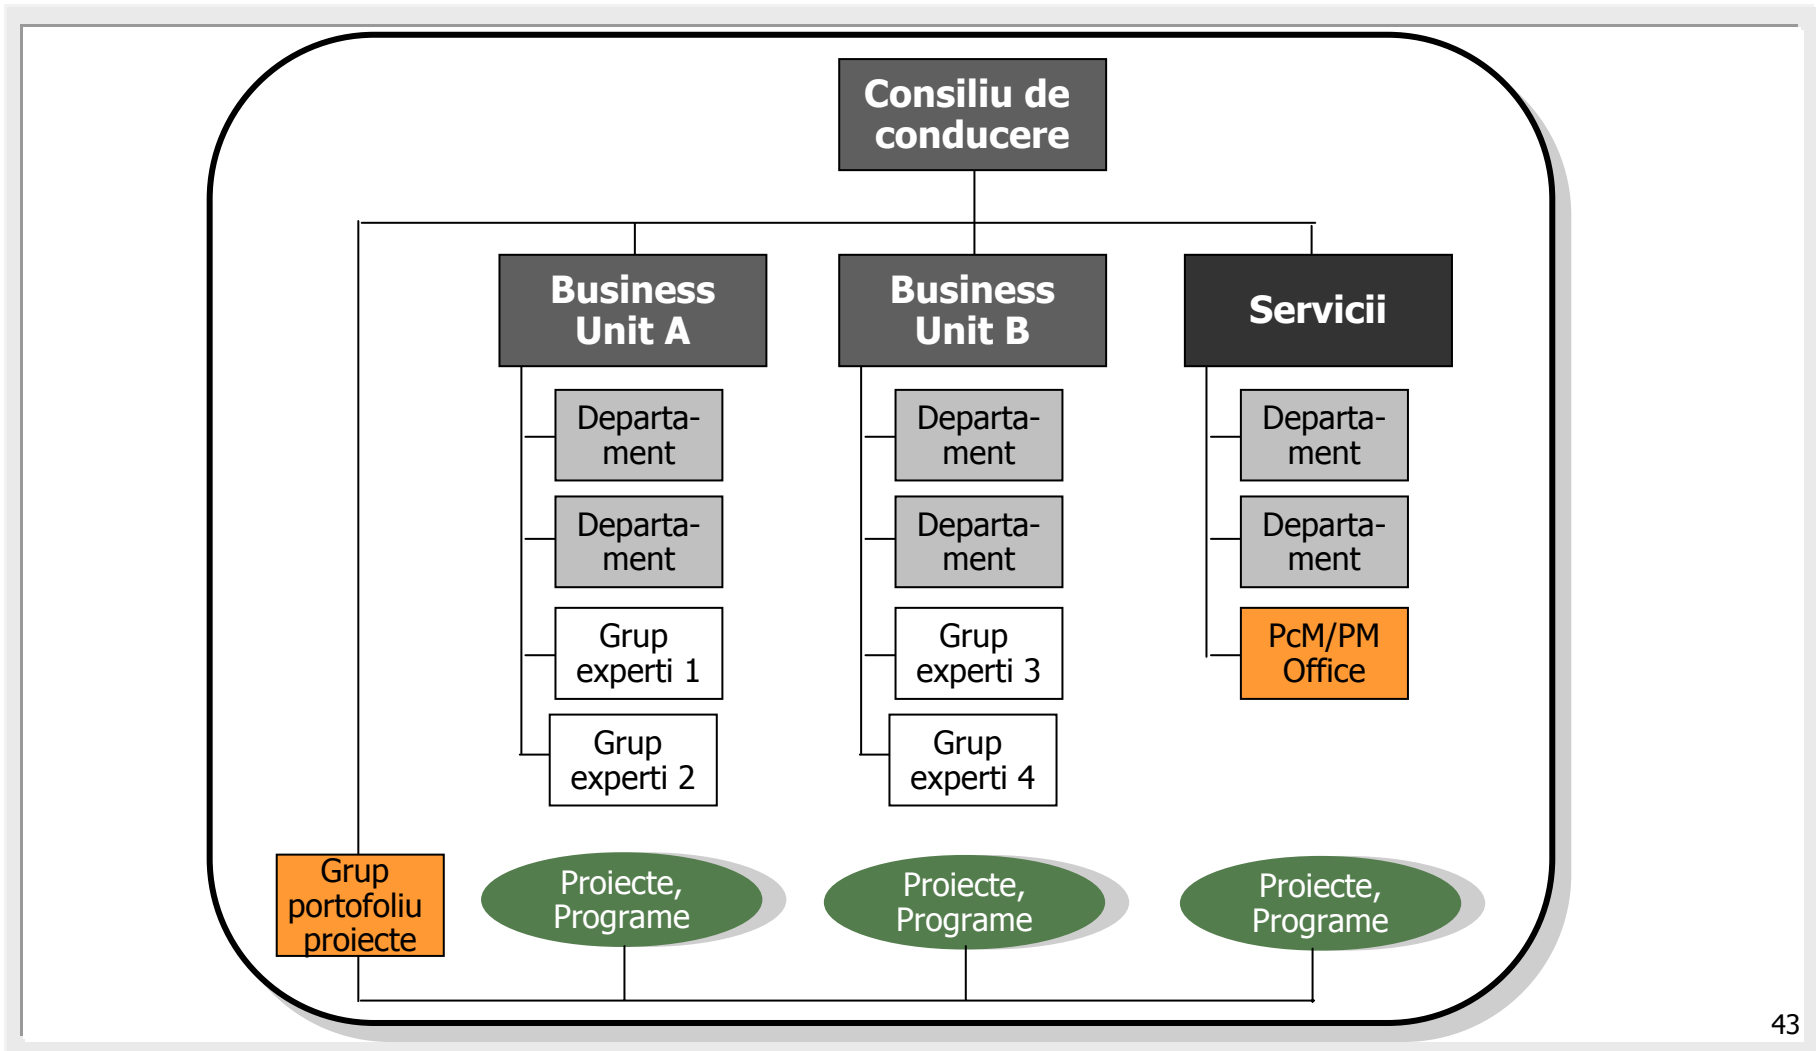 Consiliu de
conducere
Business
Unit A
Business
Unit B
Servicii
Departa-
ment
Departa-
ment
Departa-
ment
Departa-
ment
Departa-
ment
Departa-
ment
Grup
experti 1
Grup
experti 3
PcM/PM
Office
Grup
experti 2
Grup
experti 4
Grup
portofoliu
proiecte
Proiecte,
Programe
Proiecte,
Programe
Proiecte,
Programe
43